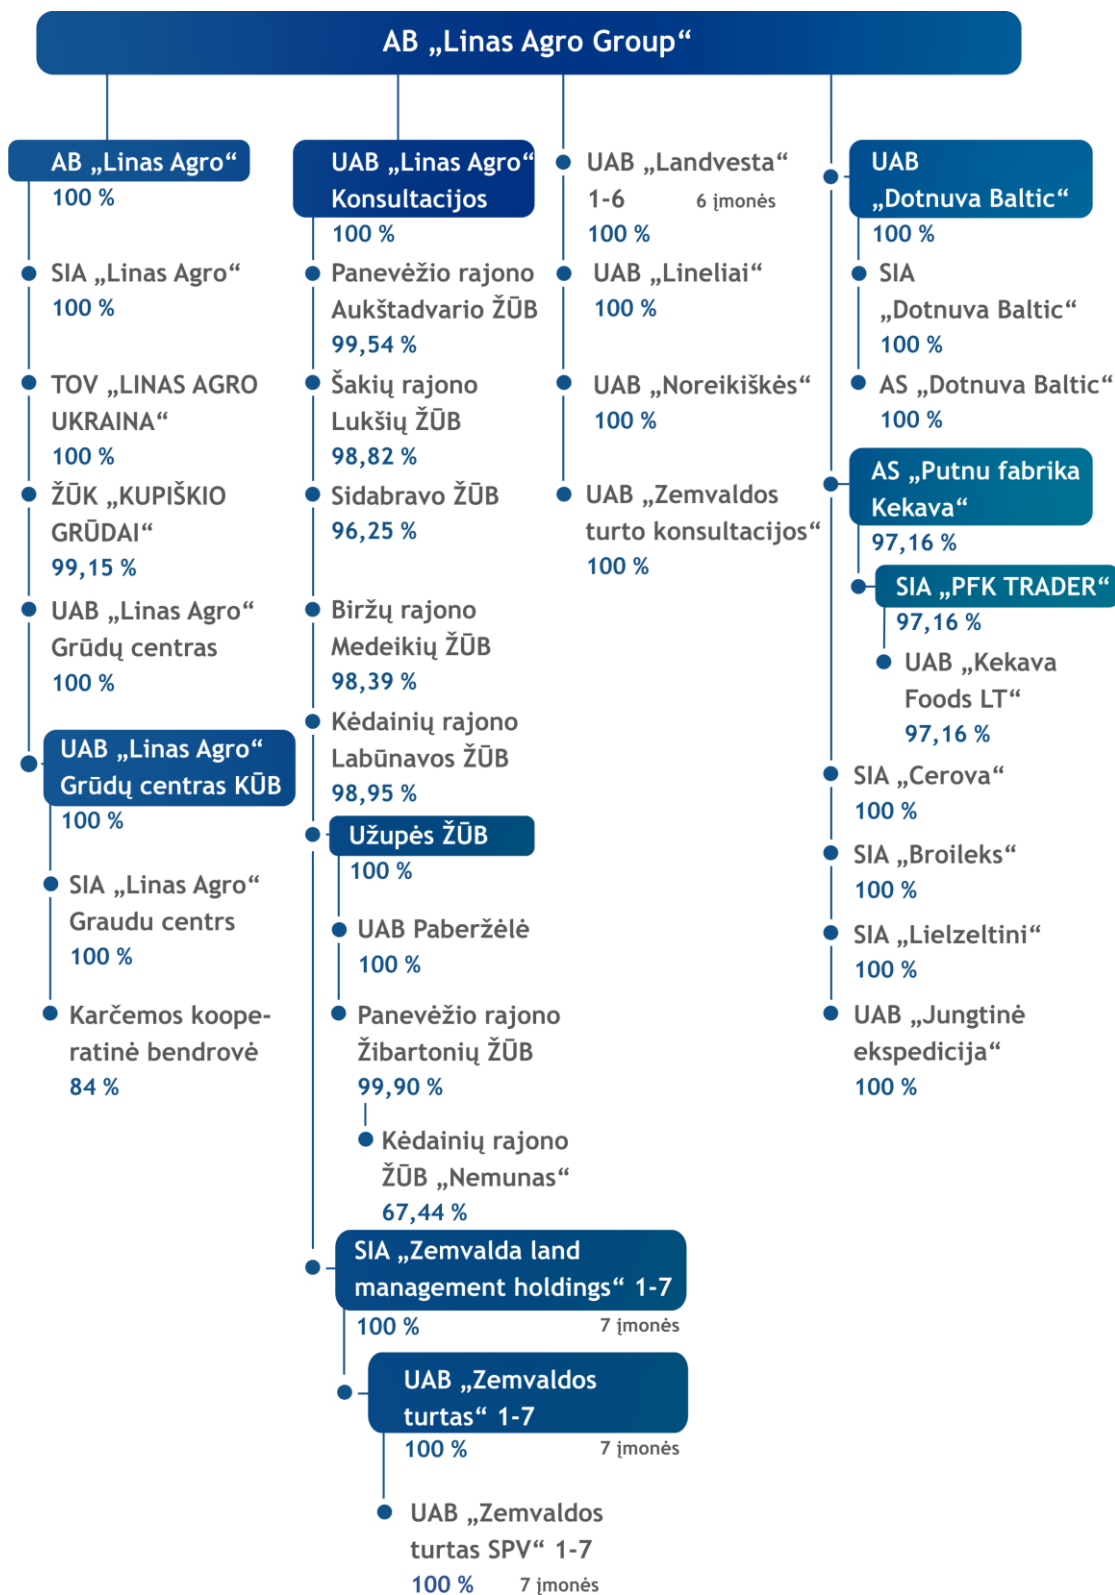 AB „Linas Agro Group“
AB „Linas Agro“
100 %
SIA „Linas Agro“
100 %
TOV „LINAS AGRO
UKRAINA“
100 %
ŽŪK „KUPIŠKIO
GRŪDAI“
99,15 %
UAB „Linas Agro“
Grūdų centras
100 %
UAB „Linas Agro“
Grūdų centras KŪB
100 %
SIA „Linas Agro“
Graudu centrs
100 %
Karčemos koope-
ratinė bendrovė
84 %
UAB „Linas Agro“
Konsultacijos
100 %
Panevėžio rajono
Aukštadvario ŽŪB
99,54 %
Šakių rajono
Lukšių ŽŪB
98,82 %
Sidabravo ŽŪB
96,25 %
Biržų rajono
Medeikių ŽŪB
98,39 %
Kėdainių rajono
Labūnavos ŽŪB
98,95 %
Užupės ŽŪB
100 %
UAB Paberžėlė
100 %
Panevėžio rajono
Žibartonių ŽŪB
99,90 %
Kėdainių rajono
ŽŪB „Nemunas“
67,44 %
SIA „Zemvalda land
management holdings“ 1-7
100 % 7 įmonės
UAB „Zemvaldos
turtas“ 1-7
100 % 7 įmonės
UAB „Zemvaldos
turtas SPV“ 1-7
100 % 7 įmonės
UAB „Landvesta“
1-6 6 įmonės
100 %
UAB „Lineliai“
100 %
UAB „Noreikiškės“
100 %
UAB „Zemvaldos
turto konsultacijos“
100 %
UAB
„Dotnuva Baltic“
100 %
SIA
„Dotnuva Baltic“
100 %
AS „Dotnuva Baltic“
100 %
AS „Putnu fabrika
Kekava“
97,16 %
SIA „PFK TRADER“
97,16 %
UAB „Kekava
Foods LT“
97,16 %
SIA „Cerova“
100 %
SIA „Broileks“
100 %
SIA „Lielzeltini“
100 %
UAB „Jungtinė
ekspedicija“
100 %